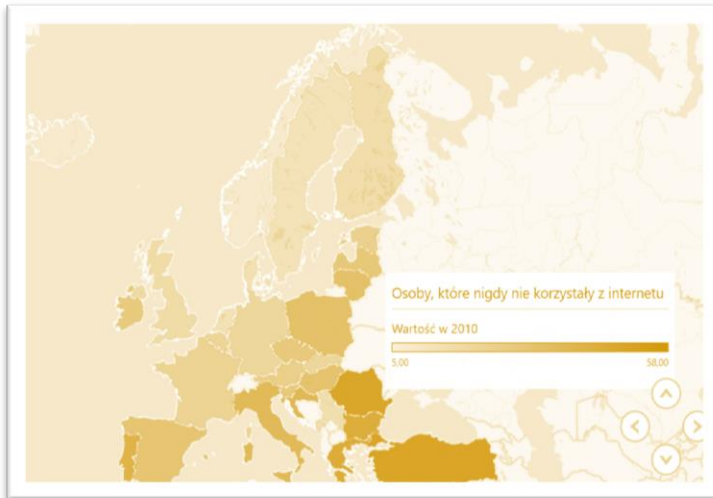 Osoby, które nigdy nie korzystały z internetu
Wartość w 2010
5,00 58,00